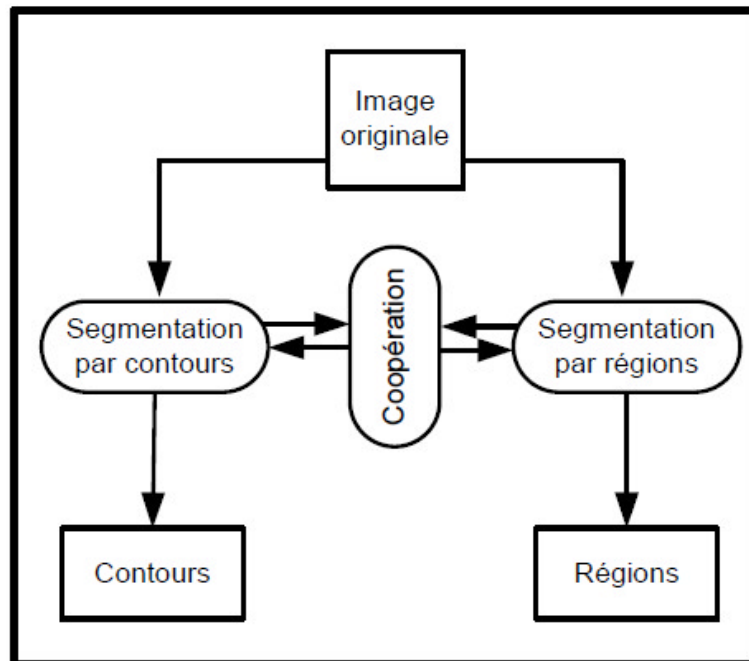 Image
originale
Segmentation
par contours
Coopération
Segmentation
par régions
Contours
Régions